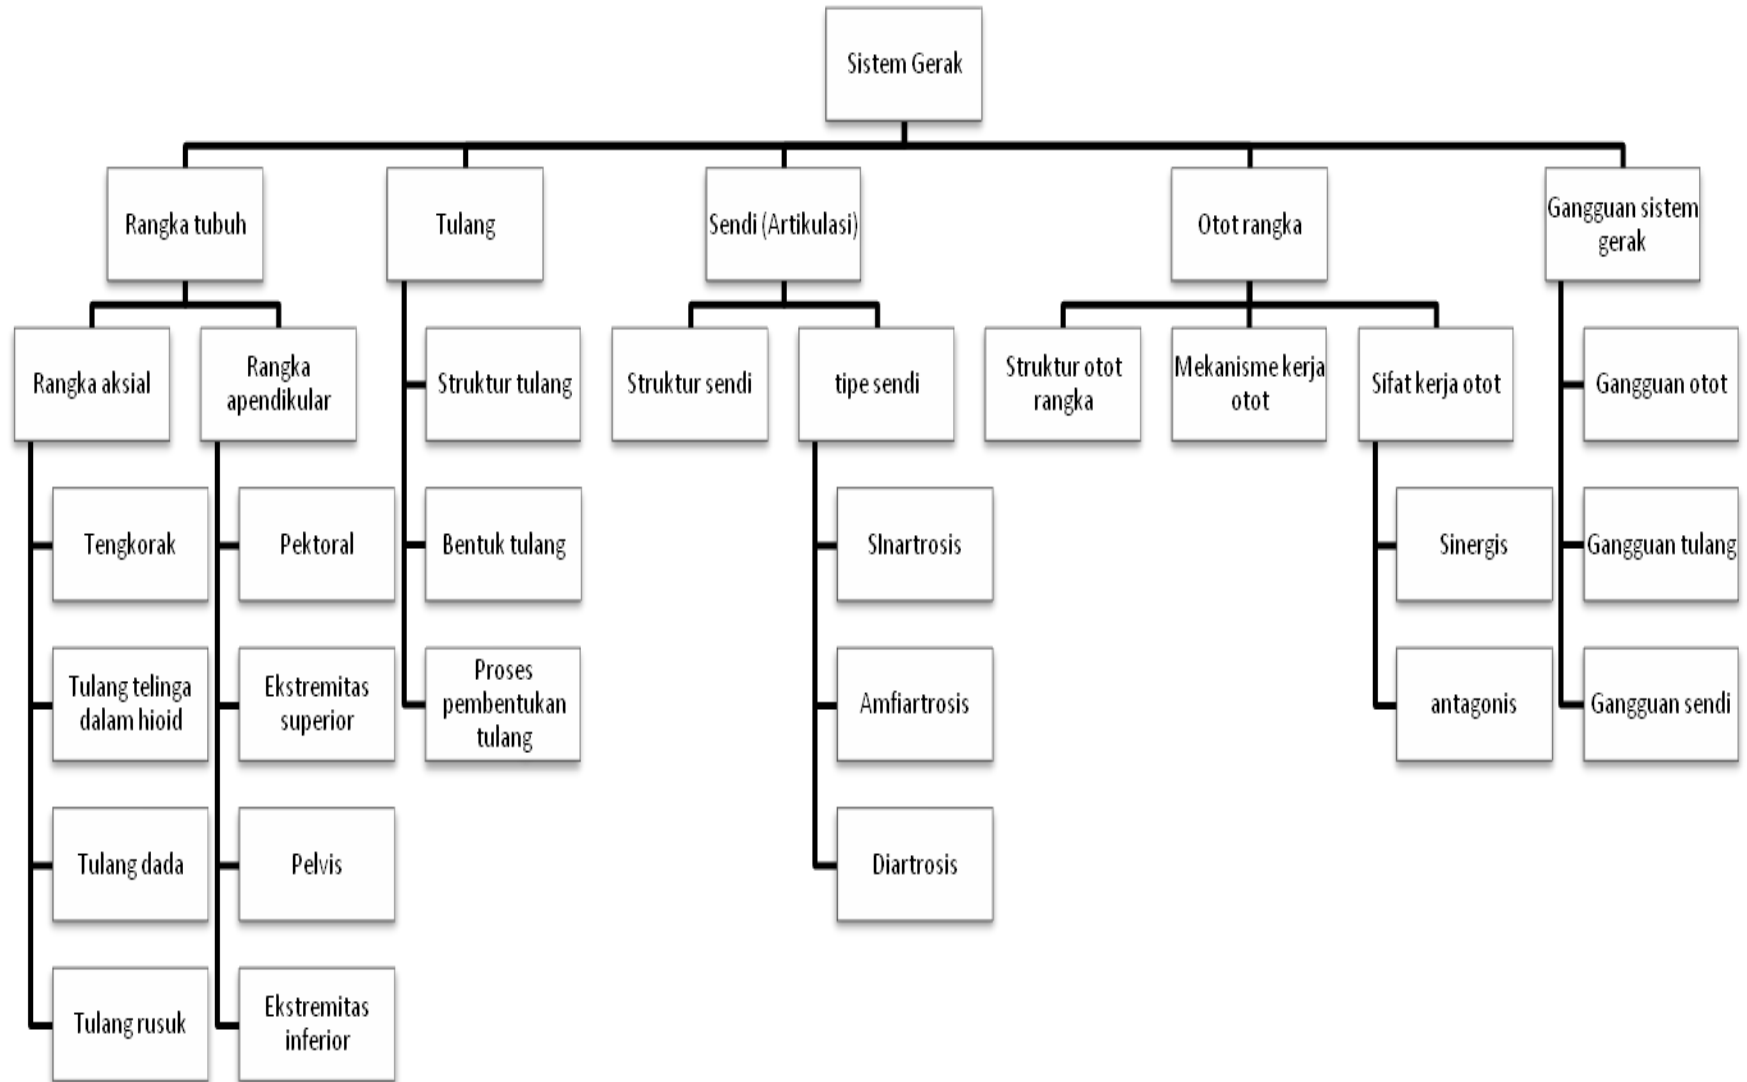 Sistem Gerak
Rangka tubuh
Tulang
Sendi (Artikulasi)
Otot rangka
Gangguan sistem
gerak
Rangka aksial
Rangka
apendikular
Struktur tulang
Struktur sendi
tipe sendi
Struktur otot
rangka
Mekanisme kerja
otot
Sifat kerja otot
Gangguan otot
Tengkorak
Pektoral
Bentuk tulang
SInartrosis
Sinergis
Gangguan tulang
Tulang telinga
dalam hioid
Ekstremitas
superior
Proses
pembentukan
tulang
Amfiartrosis
antagonis
Gangguan sendi
Tulang dada
Pelvis
Diartrosis
Tulang rusuk
Ekstremitas
inferior